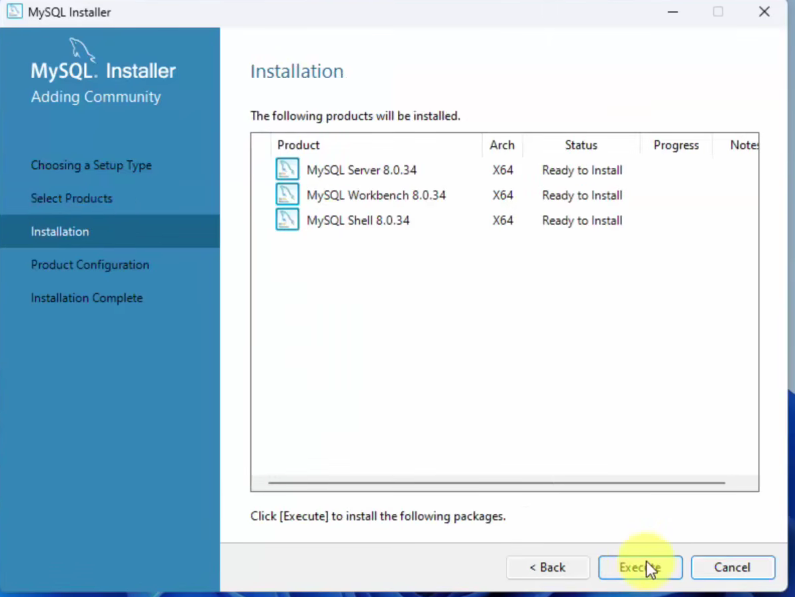 MySQL Installer
MySQL. Installer
Adding Community
Choosing a Setup Type
Select Products
Installation
Product Configuration
Installation Complete
Installation
The following products will be installed.
Product Arch Status Progress Notes
MySQL Server 8.0.34 X64 Ready to Install
MySQL Workbench 8.0.34 X64 Ready to Install
MySQL Shell 8.0.34 X64 Ready to Install
Click [Execute] to install the following packages.
< Back Execute Cancel